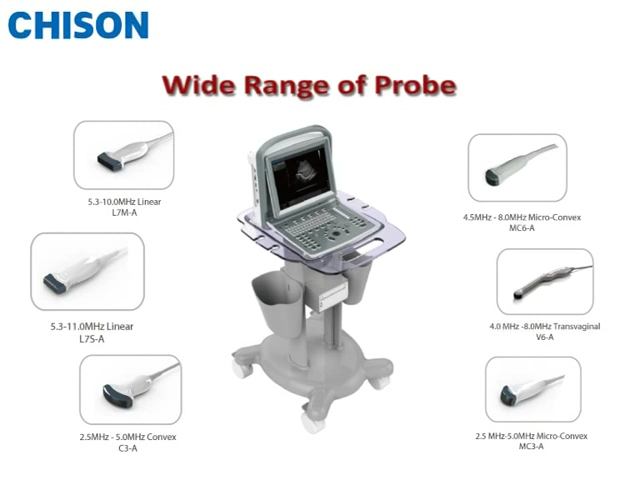 CHISON
Wide Range of Probe
5.3-10.0MHz Linear
L7M-A
4.5MHz - 8.0MHz Micro-Convex
MC6-A
5.3-11.0MHz Linear
L7S-A
4.0 MHz -8.0MHz Transvaginal
V6-A
2.5MHz - 5.0MHz Convex
C3-A
2.5 MHz-5.0MHz Micro-Convex
MC3-A